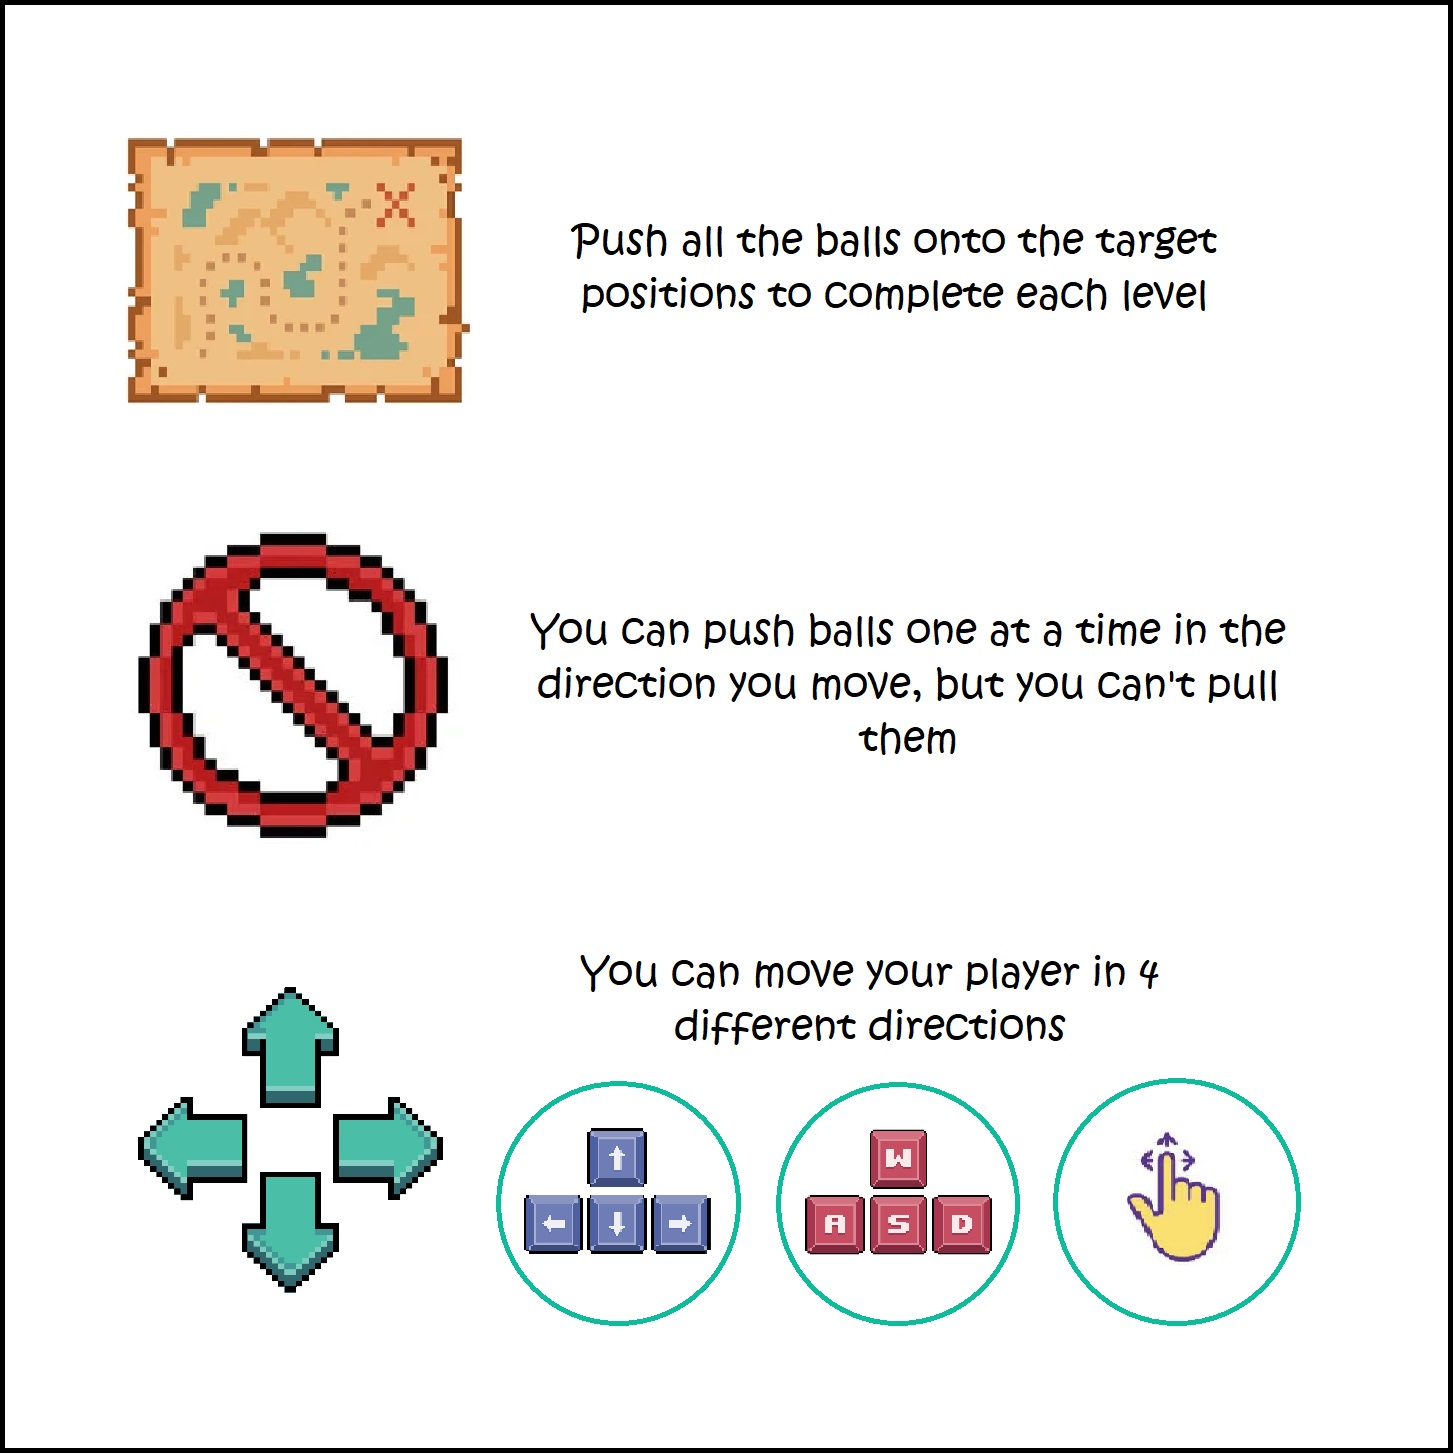 Push all the balls onto the target
positions to complete each level
You can push balls one at a time in the
direction you move, but you can't pull
them
You can move your player in 4
different directions
↑
← ↓ →
W
A S D